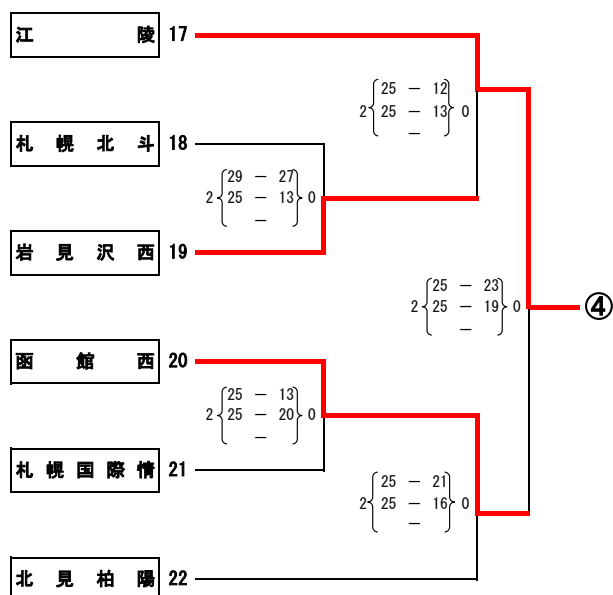 江陵 17
25 — 12
2 25 — 13 0
—
札幌北斗 18
29 — 27
2 25 — 13 0
—
岩見沢西 19
25 — 23
2 25 — 19 0 ④
—
函館西 20
25 — 13
2 25 — 20 0
—
札幌国際情 21
25 — 21
2 25 — 16 0
—
北見柏陽 22